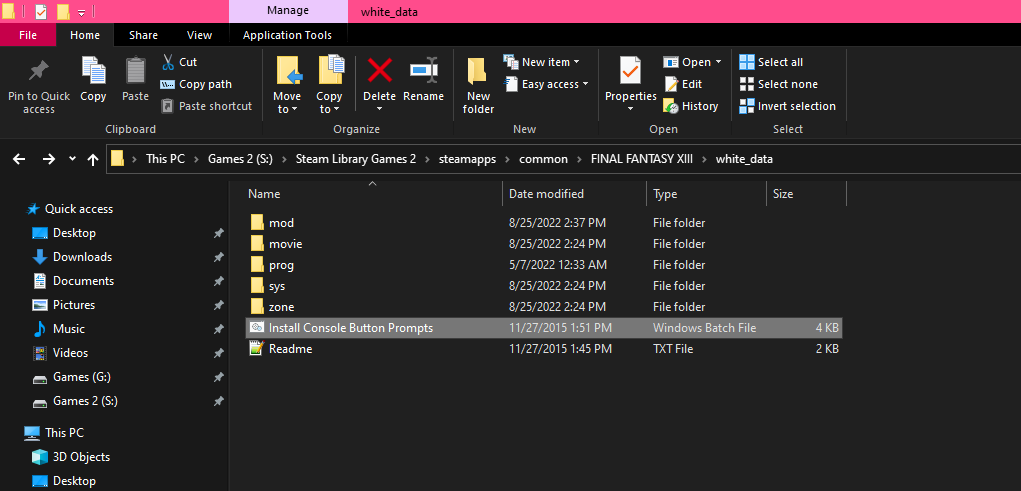 Manage
white_data
File
Home
Share
View
Application Tools
Pin to Quick access
Copy
Paste
Cut
Copy path
Paste shortcut
Clipboard
Move to
Copy to
Delete
Rename
Organize
New folder
New item
Easy access
New
Properties
Open
Edit
History
Open
Select all
Select none
Invert selection
Select
This PC
Games 2 (S:)
Steam Library Games 2
steamapps
common
FINAL FANTASY XIII
white_data
Quick access
Desktop
Downloads
Documents
Pictures
Music
Videos
Games (G:)
Games 2 (S:)
This PC
3D Objects
Desktop
Name Date modified Type Size
mod 8/25/2022 2:37 PM File folder
movie 8/25/2022 2:24 PM File folder
prog 5/7/2022 12:33 AM File folder
sys 8/25/2022 2:24 PM File folder
zone 8/25/2022 2:24 PM File folder
Install Console Button Prompts 11/27/2015 1:51 PM Windows Batch File 4 KB
Readme 11/27/2015 1:45 PM TXT File 2 KB